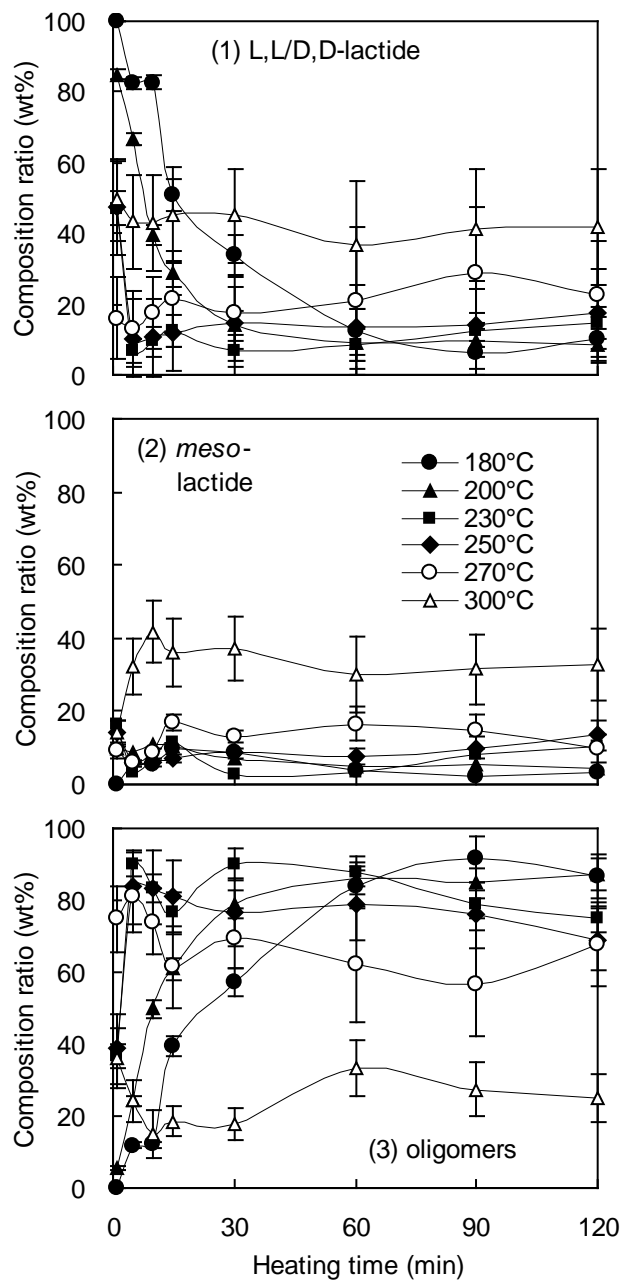 100
80
60
40
20
0
Composition ratio (wt%)
(1) L,L/D,D-lactide
100
80
60
40
20
0
Composition ratio (wt%)
(2) meso-
lactide
180°C
200°C
230°C
250°C
270°C
300°C
100
80
60
40
20
0
Composition ratio (wt%)
(3) oligomers
0 30 60 90 120
Heating time (min)